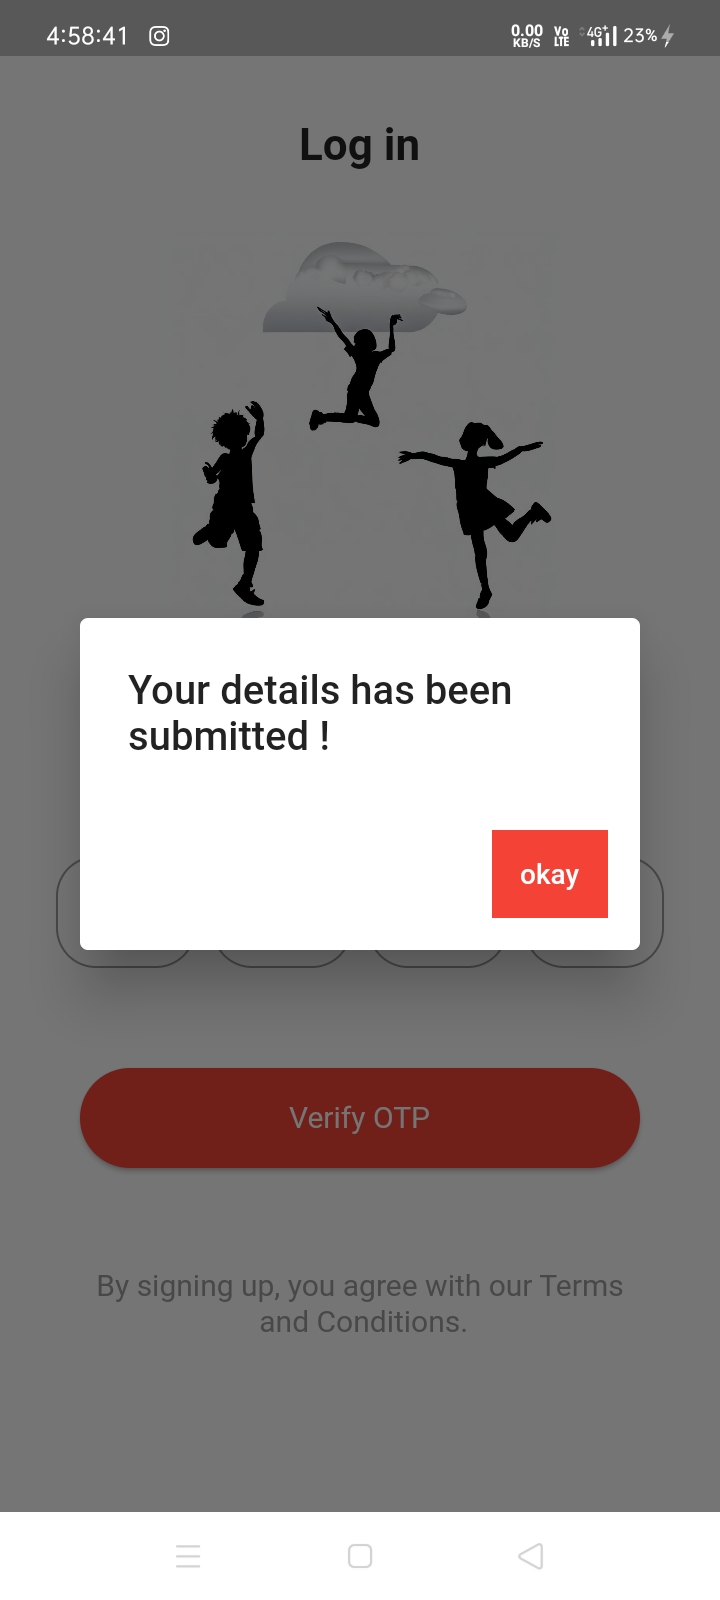 4:58:41 0.00 KB/S Vo LTE 4G+ 23%
Log in
Your details has been
submitted !
okay
Verify OTP
By signing up, you agree with our Terms
and Conditions.